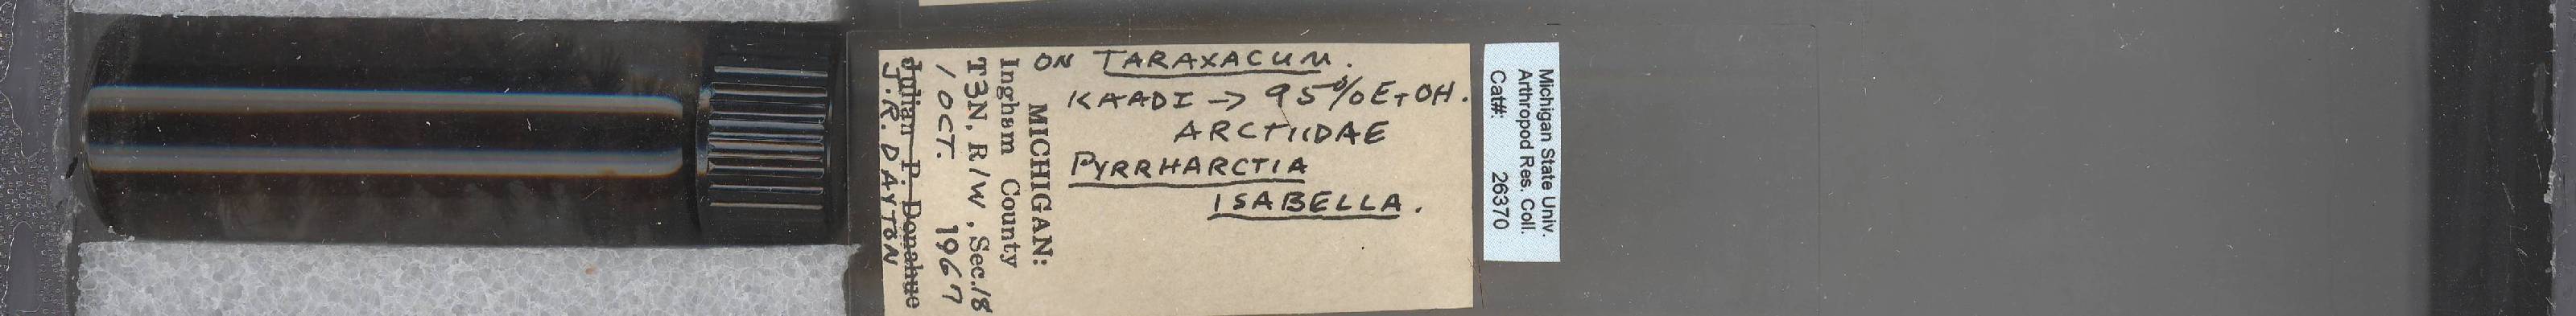 ON TARAXACUM.
KAADI → 95% EtOH.
ARCTIIDAE
PYRRHARCTIA
ISABELLA.
MICHIGAN:
Ingham County
T3N, R1W, Sec.18
1 OCT. 1967
Julian P. Donahue
J.R. DAYTON
Michigan State Univ.
Arthropod Res. Coll.
Cat#: 26370